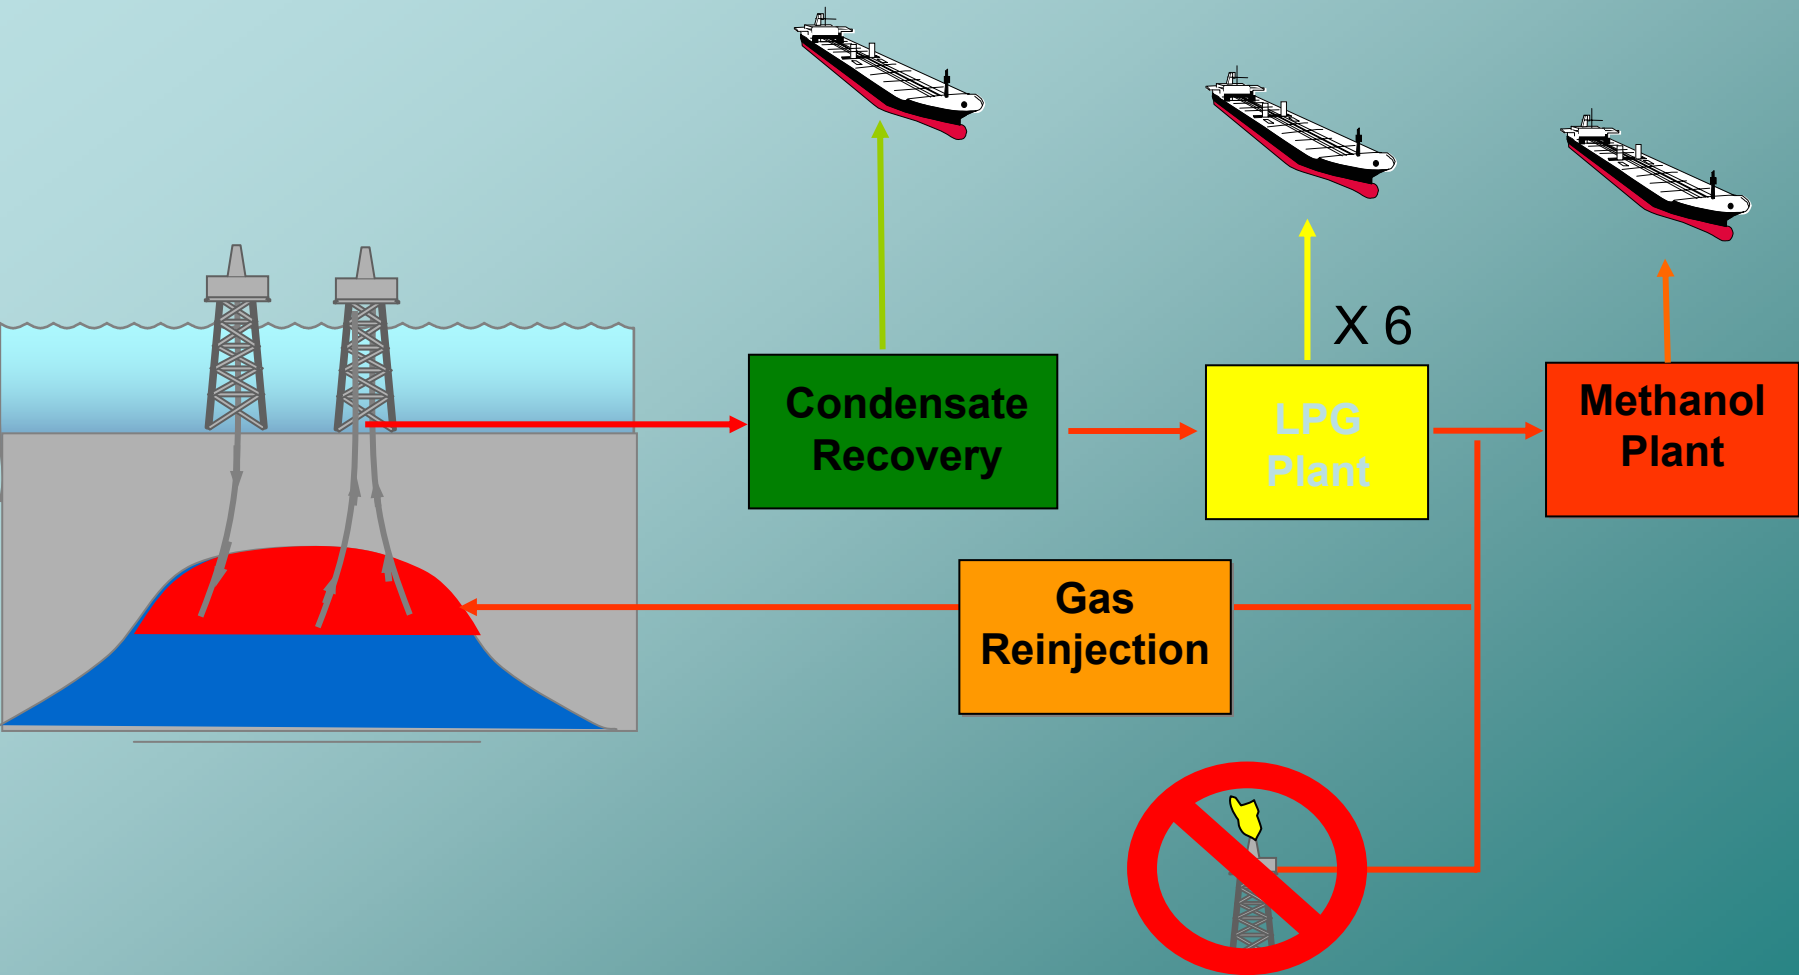 X 6
Condensate
Recovery
LPG
Plant
Methanol
Plant
Gas
Reinjection